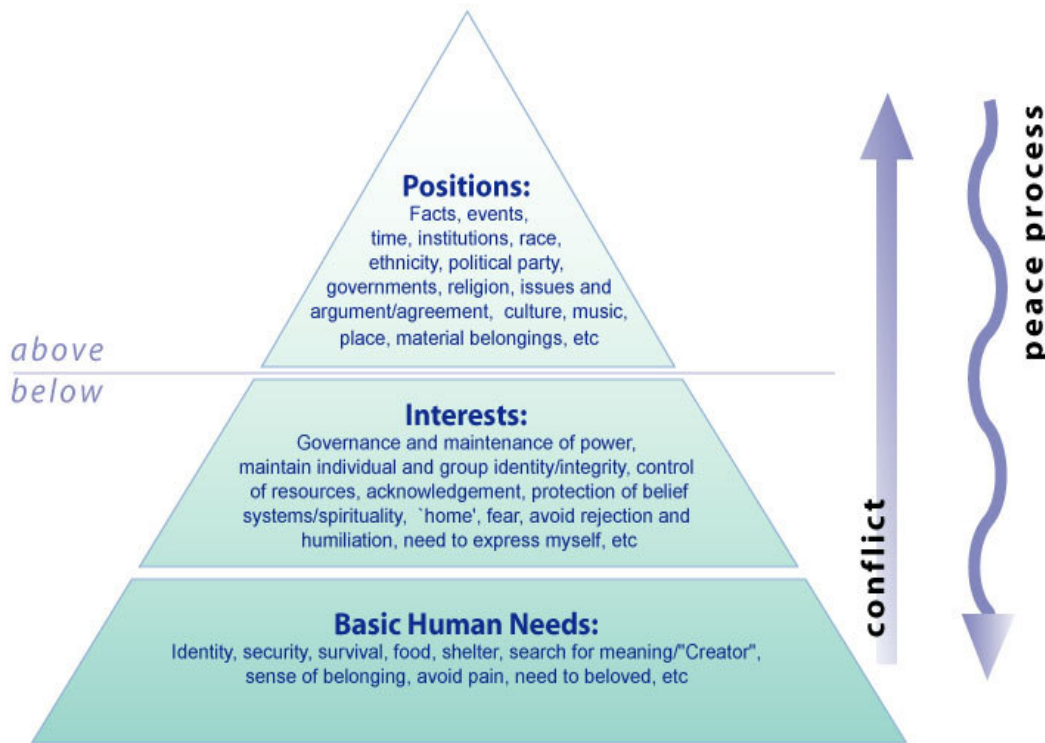 Positions:
Facts, events,
time, institutions, race,
ethnicity, political party,
governments, religion, issues and
argument/agreement, culture, music,
place, material belongings, etc
above
below
Interests:
Governance and maintenance of power,
maintain individual and group identity/integrity, control
of resources, acknowledgement, protection of belief
systems/spirituality, `home', fear, avoid rejection and
humiliation, need to express myself, etc
Basic Human Needs:
Identity, security, survival, food, shelter, search for meaning/"Creator",
sense of belonging, avoid pain, need to beloved, etc
conflict
peace process